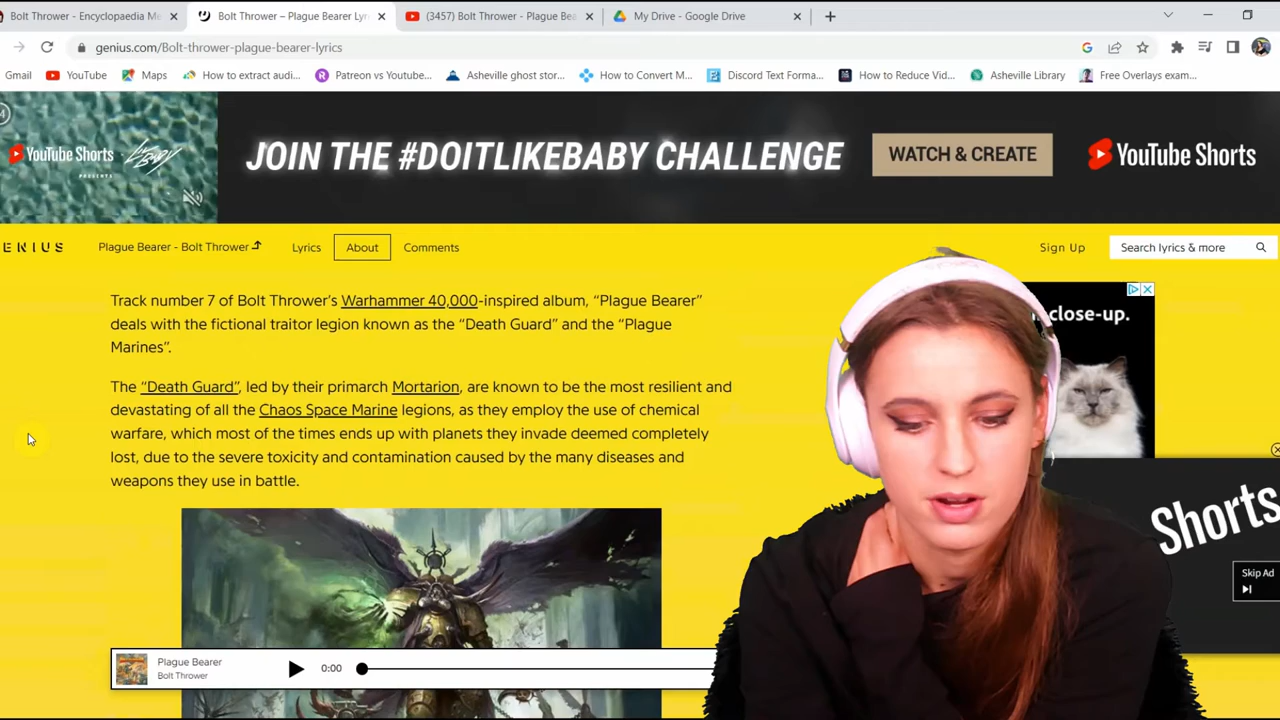 Bolt Thrower - Encyclopaedia Me
Bolt Thrower – Plague Bearer Lyr
(3457) Bolt Thrower - Plague Bea
My Drive - Google Drive
genius.com/Bolt-thrower-plague-bearer-lyrics
Gmail
YouTube
Maps
How to extract audi...
Patreon vs Youtube...
Asheville ghost stor...
How to Convert M...
Discord Text Forma...
How to Reduce Vid...
Asheville Library
Free Overlays exam...
YouTube Shorts
PRESENTS
JOIN THE #DOITLIKEBABY CHALLENGE
WATCH & CREATE
YouTube Shorts
ENIUS
Plague Bearer - Bolt Thrower
Lyrics
About
Comments
Sign Up
Search lyrics & more
Track number 7 of Bolt Thrower’s Warhammer 40,000-inspired album, “Plague Bearer”
deals with the fictional traitor legion known as the “Death Guard” and the “Plague
Marines”.
The “Death Guard”, led by their primarch Mortarion, are known to be the most resilient and
devastating of all the Chaos Space Marine legions, as they employ the use of chemical
warfare, which most of the times ends up with planets they invade deemed completely
lost, due to the severe toxicity and contamination caused by the many diseases and
weapons they use in battle.
close-up.
Shorts
Skip Ad
Plague Bearer
Bolt Thrower
0:00